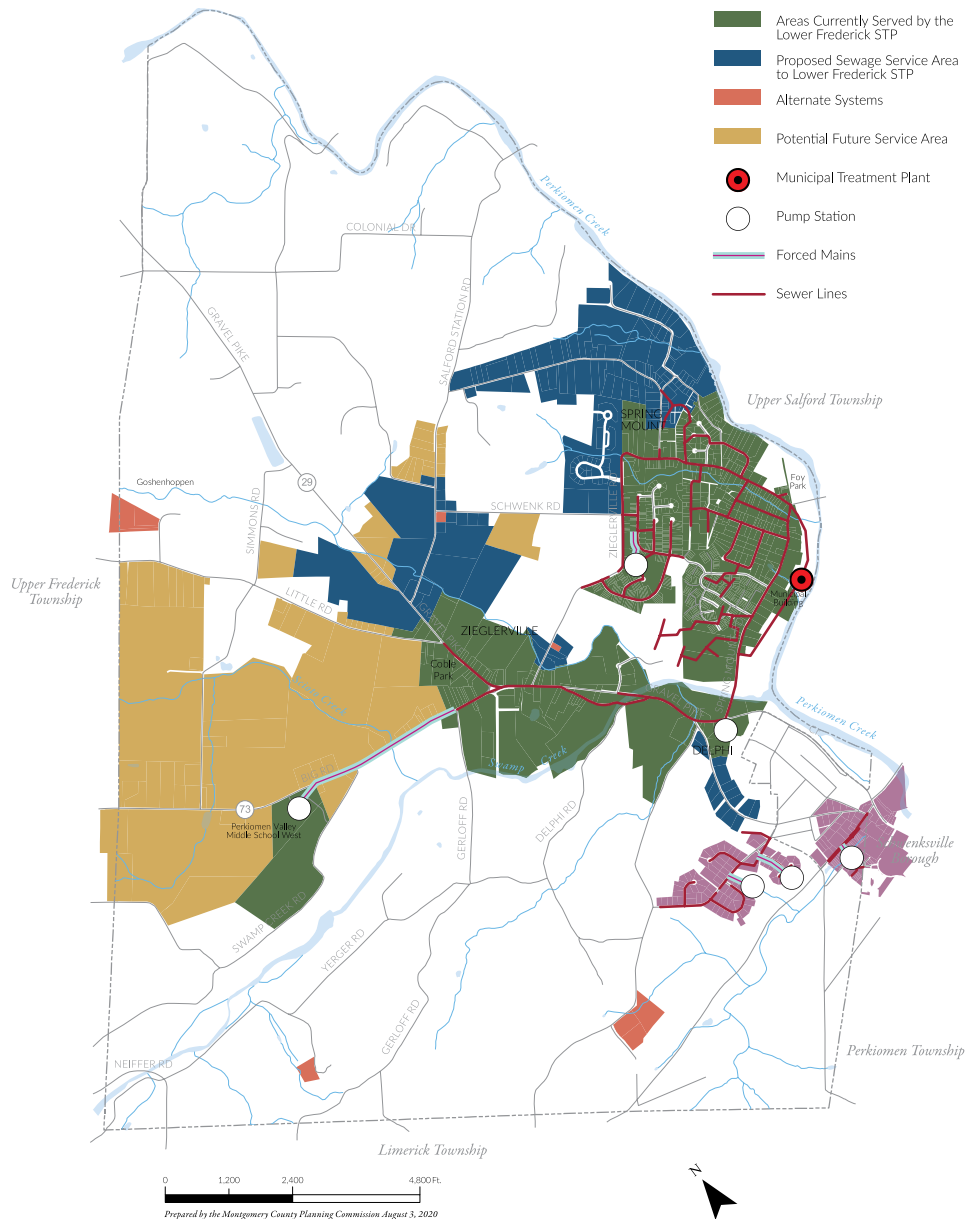 Areas Currently Served by the
Lower Frederick STP
Proposed Sewage Service Area
to Lower Frederick STP
Alternate Systems
Potential Future Service Area
Municipal Treatment Plant
Pump Station
Forced Mains
Sewer Lines
Perkiomen Creek
COLONIAL DR
GRAVEL PIKE
SALFORD STATION RD
Upper Salford Township
SPRING
MOUNT
Goshenhoppen
29
Foy
Park
SIMMONS RD
SCHWENK RD
ZIEGLERVILLE
Upper Frederick
Township
LITTLE RD
Municipal
Building
ZIEGLERVILLE
Coble
Park
Perkiomen Creek
DELPHI
Swamp Creek
73
Perkiomen Valley
Middle School West
GERLOFF RD
DELPHI RD
Borough
SWAMP CREEK RD
YERGER RD
GERLOFF RD
NEIFFER RD
Perkiomen Township
Limerick Township
0 1,200 2,400 4,800 Ft.
N
Prepared by the Montgomery County Planning Commission August 3, 2020